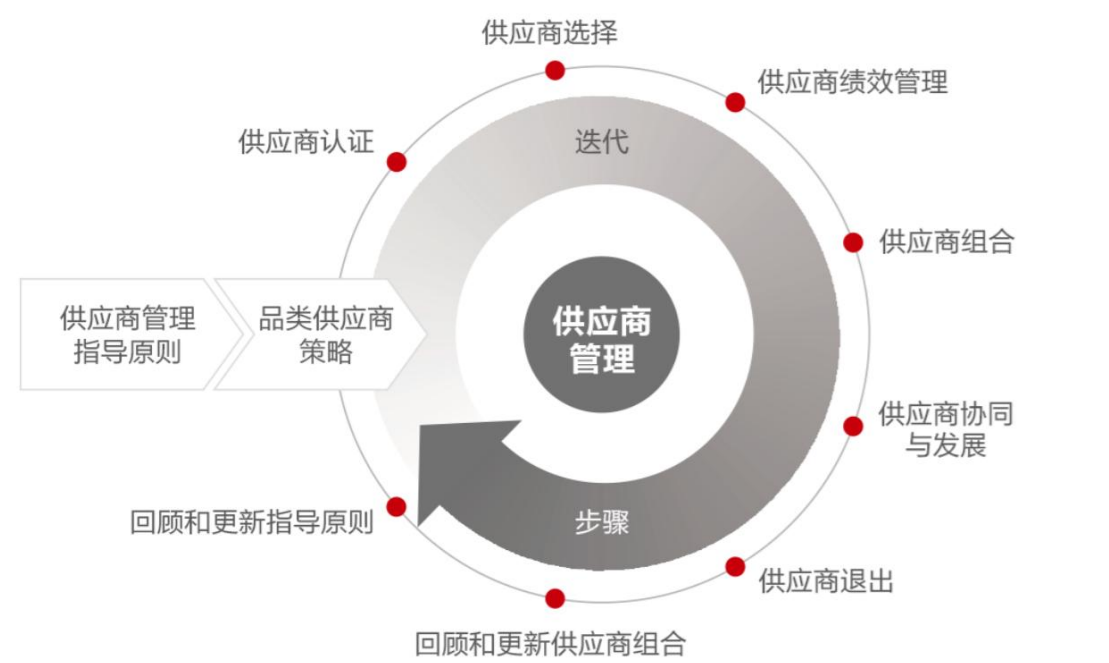 供应商选择
供应商绩效管理
供应商认证
迭代
供应商组合
供应商管理
指导原则
品类供应商
策略
供应商
管理
供应商协同
与发展
回顾和更新指导原则
步骤
供应商退出
回顾和更新供应商组合